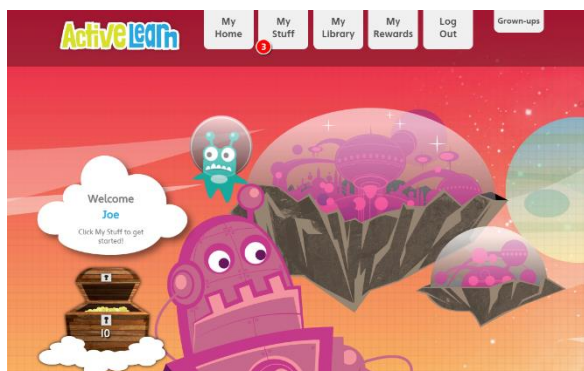 ActiveLearn
My Home
My Stuff
3
My Library
My Rewards
Log Out
Grown-ups
Welcome
Joe
Click My Stuff to get
started!
10